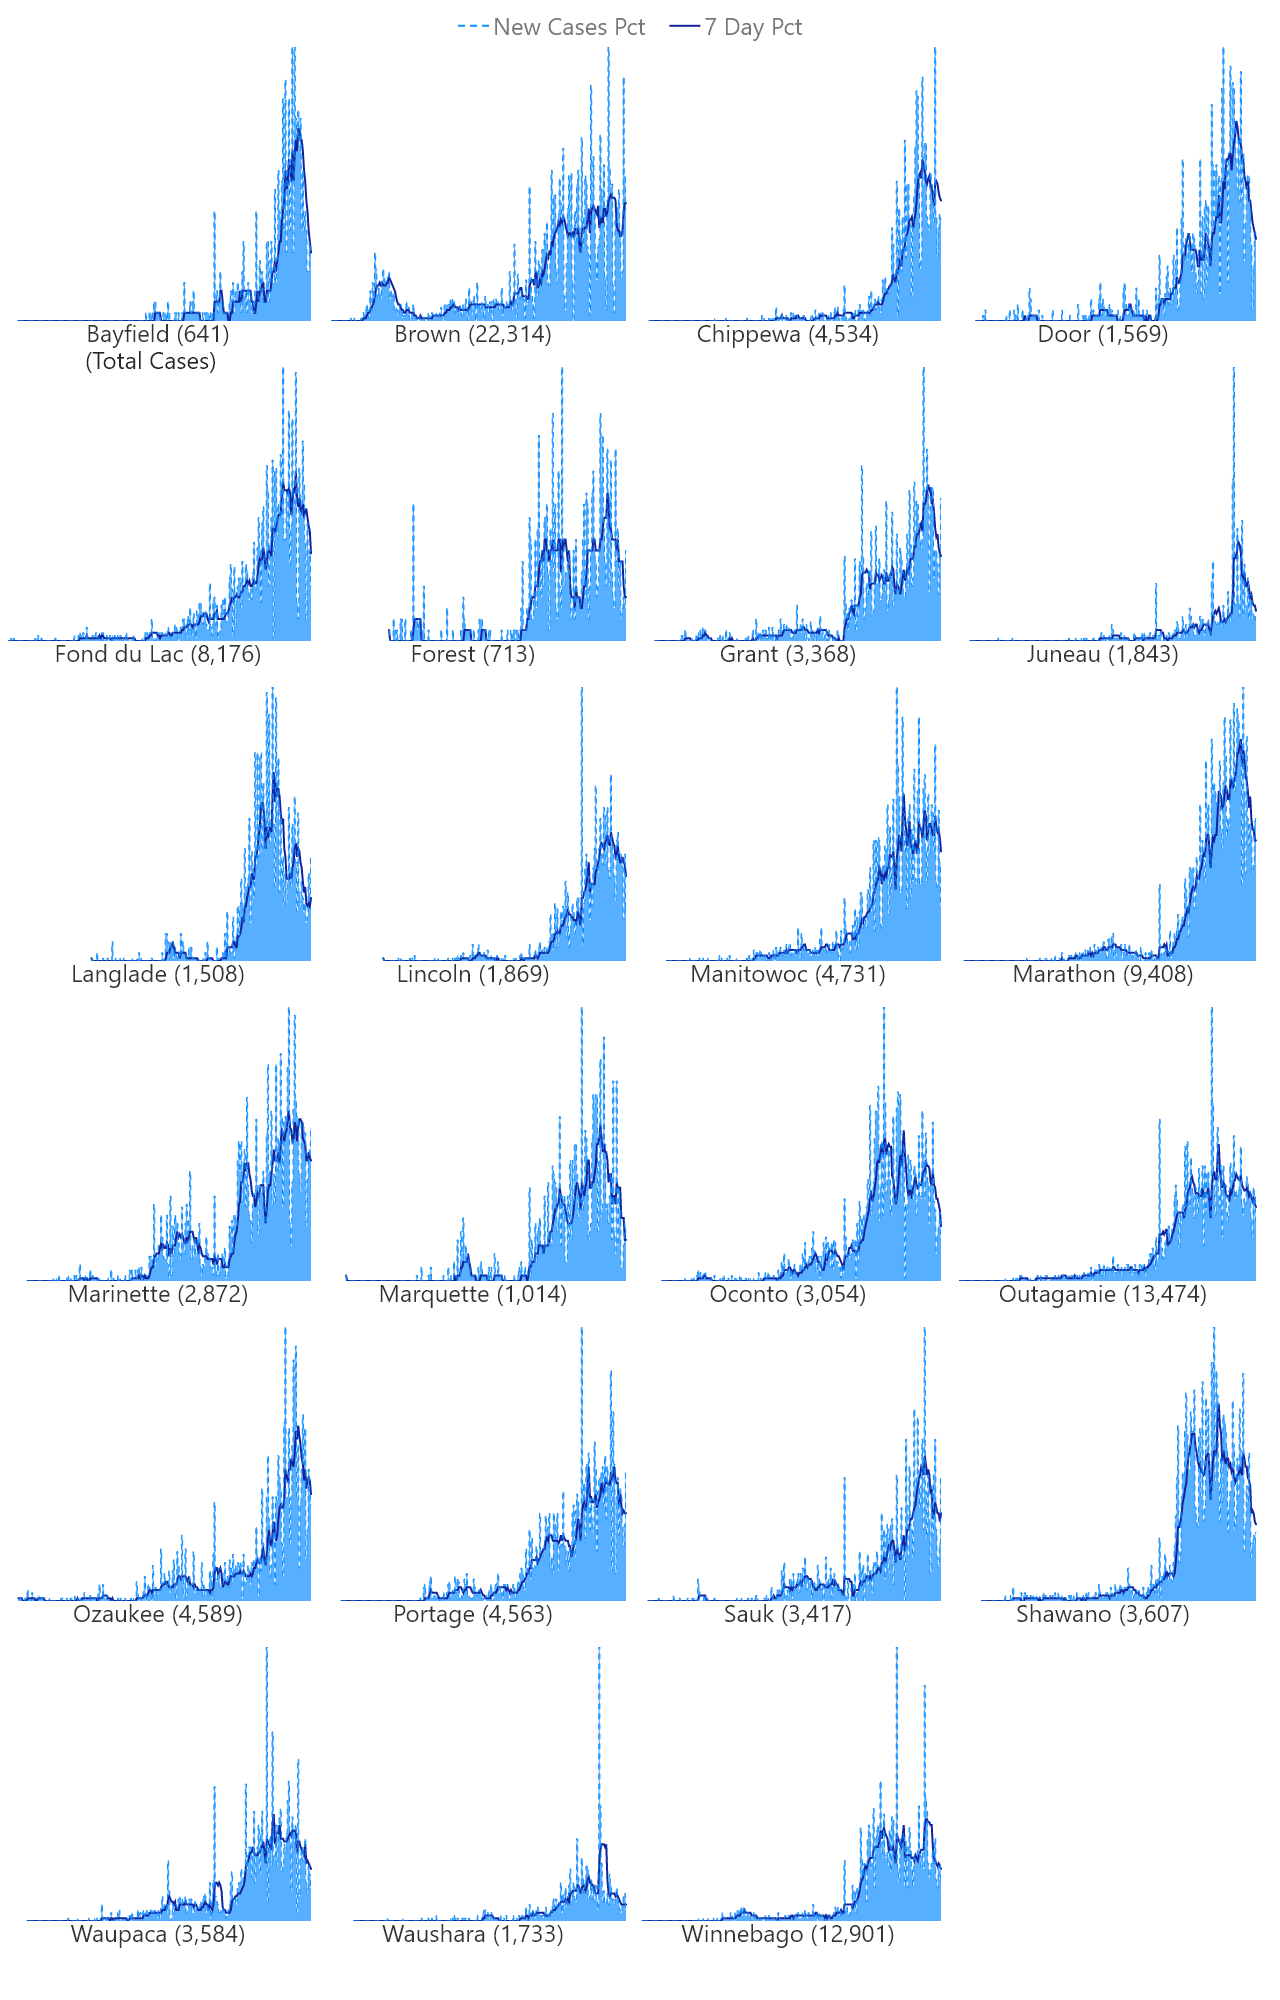 New Cases Pct 7 Day Pct
Bayfield (641) Brown (22,314) Chippewa (4,534) Door (1,569)
(Total Cases)
Fond du Lac (8,176) Forest (713) Grant (3,368) Juneau (1,843)
Langlade (1,508) Lincoln (1,869) Manitowoc (4,731) Marathon (9,408)
Marinette (2,872) Marquette (1,014) Oconto (3,054) Outagamie (13,474)
Ozaukee (4,589) Portage (4,563) Sauk (3,417) Shawano (3,607)
Waupaca (3,584) Waushara (1,733) Winnebago (12,901)